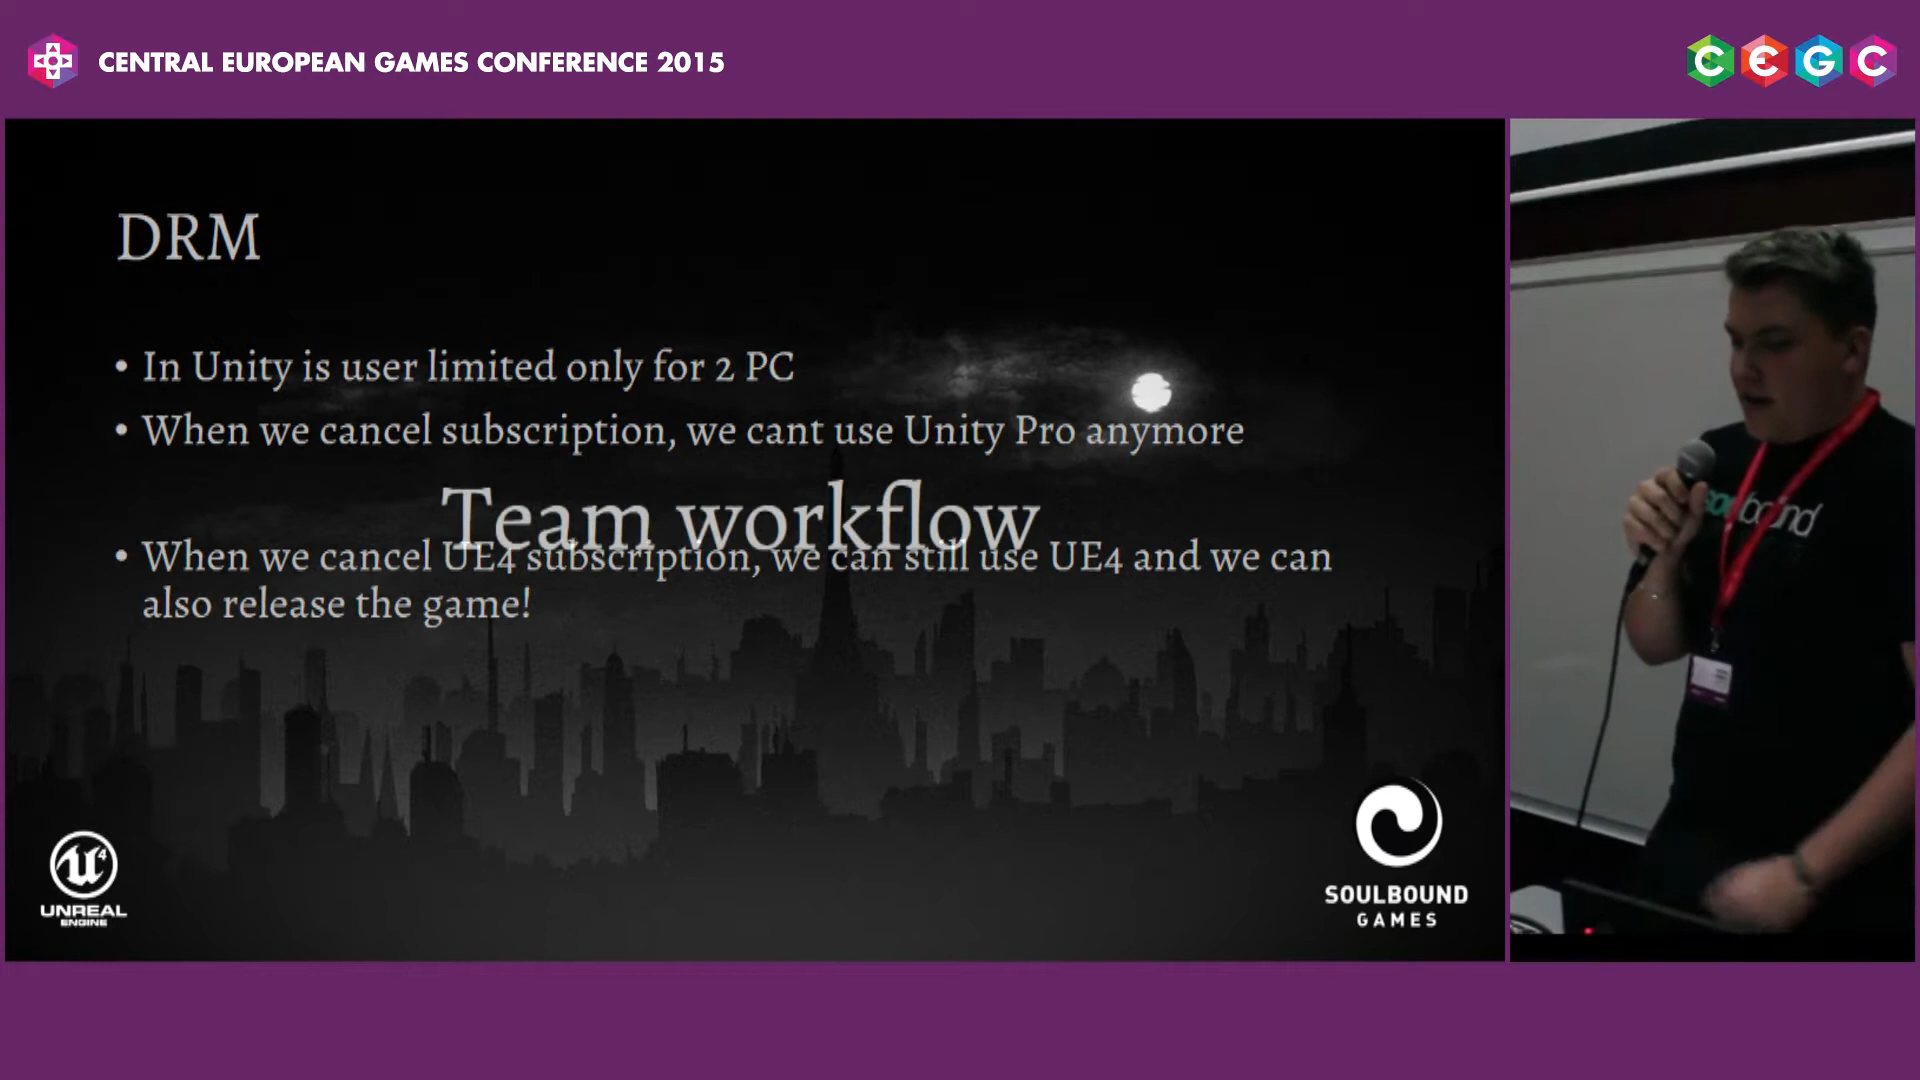 CENTRAL EUROPEAN GAMES CONFERENCE 2015
C E G C
DRM
• In Unity is user limited only for 2 PC
• When we cancel subscription, we cant use Unity Pro anymore
Team workflow
• When we cancel UE4 subscription, we can still use UE4 and we can
also release the game!
4
UNREAL
ENGINE
SOULBOUND
GAMES